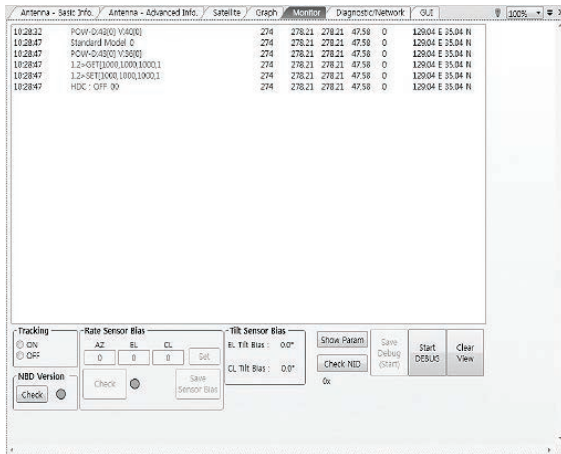 Antenna - Basic Info. Antenna - Advanced Info. Satellite Graph Monitor Diagnostic/Network GUI 100%
10:28:32 POW-D:43[0] V:40[0] 274 278.21 278.21 47.58 0 129.04 E 35.04 N
10:28:47 Standard Model 0 274 278.21 278.21 47.58 0 129.04 E 35.04 N
10:28:47 POW-D:43[0] V:36[0] 274 278.21 278.21 47.58 0 129.04 E 35.04 N
10:28:47 1.2>GET[1000,1000,1000,1 274 278.21 278.21 47.58 0 129.04 E 35.04 N
10:28:47 1.2>SET[1000,1000,1000,1 274 278.21 278.21 47.58 0 129.04 E 35.04 N
10:28:47 HDC : OFF 00 274 278.21 278.21 47.58 0 129.04 E 35.04 N
Tracking
ON
OFF
NBD Version
Check
Rate Sensor Bias
AZ EL CL
0 0 0 Set
Check
Save
Sensor Bias
Tilt Sensor Bias
EL Tilt Bias : 0.0°
CL Tilt Bias : 0.0°
Show Param
Check NID
0x
Save
Debug
(Start)
Start
DEBUG
Clear
View